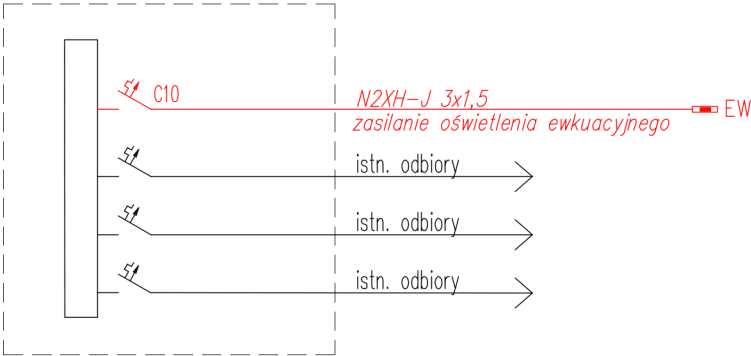 C10
N2XH-J 3x1,5
EW
zasilanie oświetlenia ewkuacyjnego
istn. odbiory
istn. odbiory
istn. odbiory